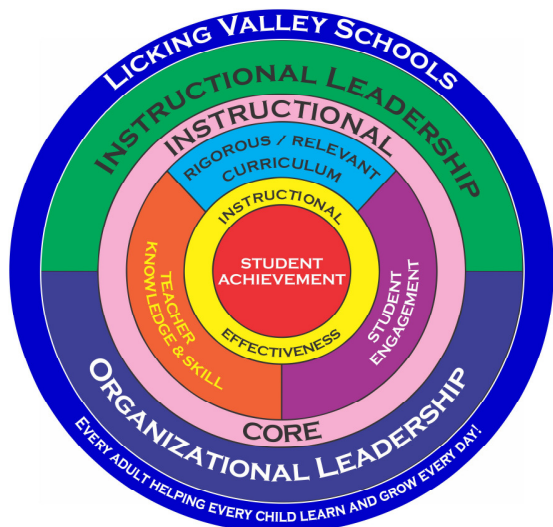 LICKING VALLEY SCHOOLS
INSTRUCTIONAL LEADERSHIP
INSTRUCTIONAL
RIGOROUS / RELEVANT
CURRICULUM
INSTRUCTIONAL
STUDENT
ACHIEVEMENT
EFFECTIVENESS
TEACHER
KNOWLEDGE & SKILL
STUDENT
ENGAGEMENT
CORE
ORGANIZATIONAL LEADERSHIP
EVERY ADULT HELPING EVERY CHILD LEARN AND GROW EVERY DAY!